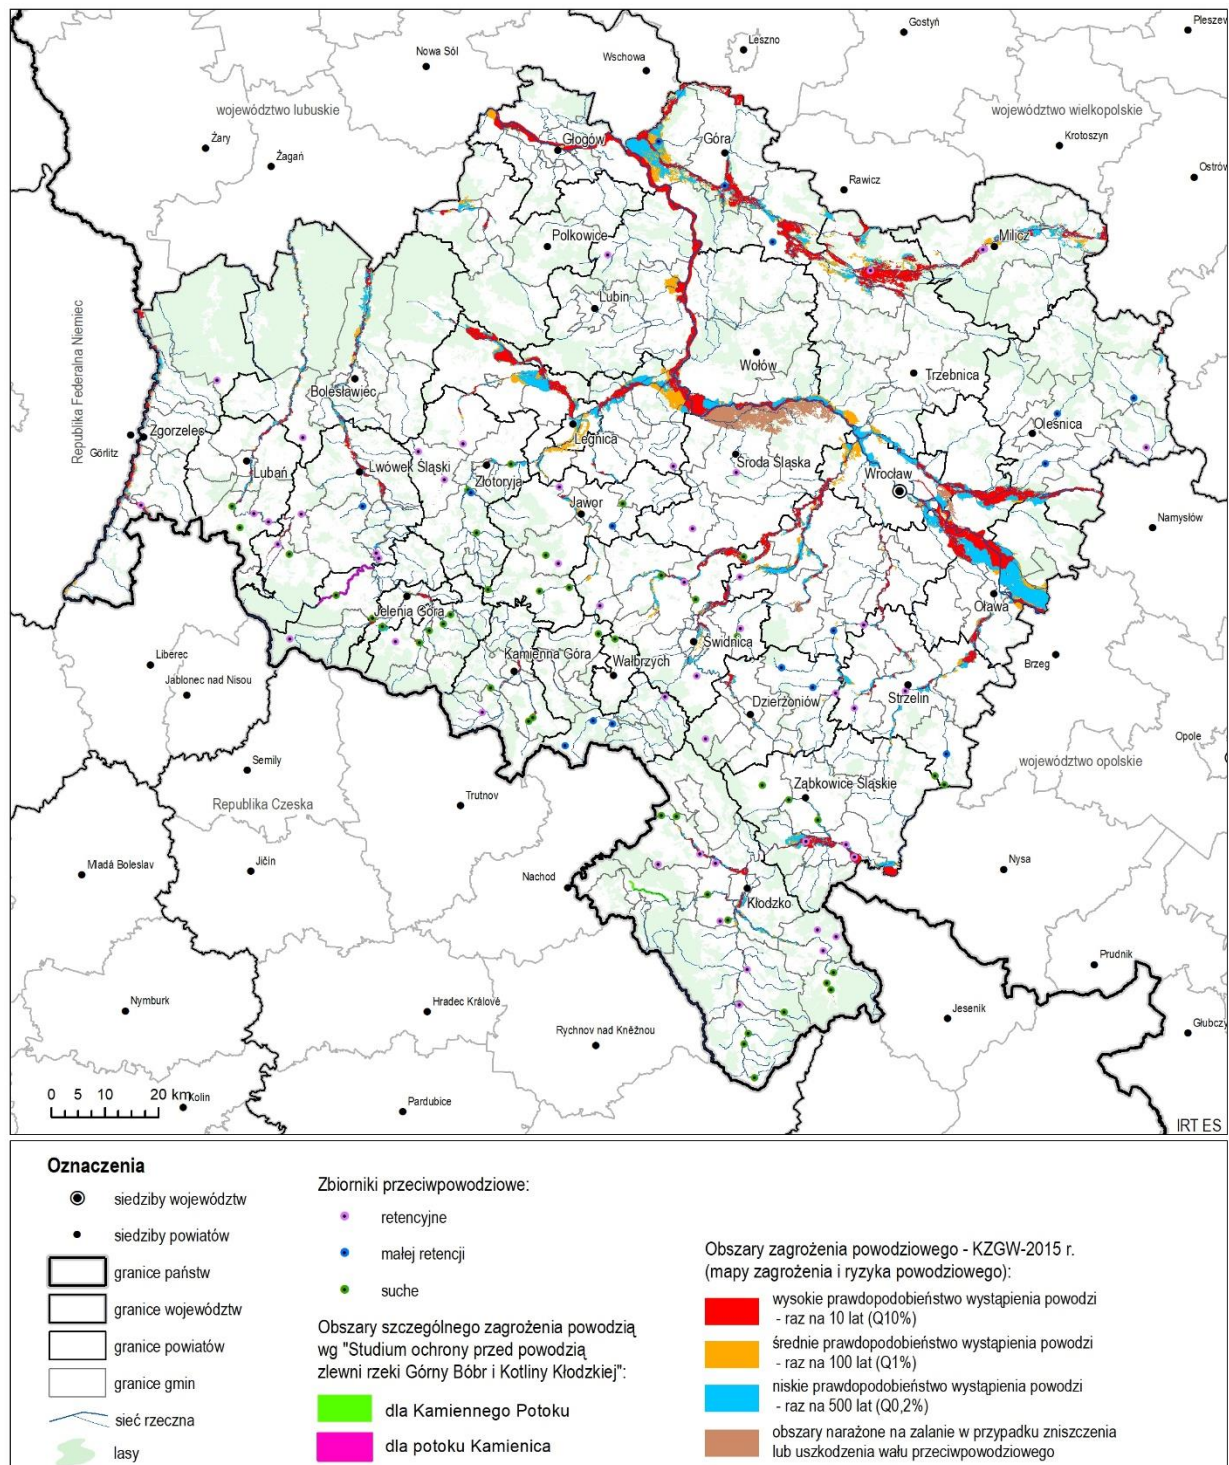 Gostyń
Pleszew
Leszno
Nowa Sól
Wschowa
województwo lubuskie
województwo wielkopolskie
Żary
Żagań
Głogów
Góra
Krotoszyn
Rawicz
Polkowice
Milicz
Lubin
Republika Federalna Niemiec
Wołów
Trzebnica
Bolesławiec
Zgorzelec
Görlitz
Legnica
Oleśnica
Lubań
Lwówek Śląski
Złotoryja
Środa Śląska
Wrocław
Jawor
Namysłów
Jelenia Góra
Oława
Świdnica
Liberec
Kamienna Góra
Wałbrzych
Brzeg
Jablonec nad Nisou
Strzelin
Dzierżoniów
Opole
Semily
województwo opolskie
Ząbkowice Śląskie
Republika Czeska
Trutnov
Mladá Boleslav
Jičín
Nysa
Nachod
Kłodzko
Prudnik
Nymburk
Hradec Králové
Jesenik
Rychnov nad Kněžnou
Głubczy
0 5 10 20 km
Kolin
Pardubice
IRT ES
Oznaczenia
siedziby województw
siedziby powiatów
granice państw
granice województw
granice powiatów
granice gmin
sieć rzeczna
lasy
Zbiorniki przeciwpowodziowe:
retencyjne
małej retencji
suche
Obszary szczególnego zagrożenia powodzią
wg "Studium ochrony przed powodzią
zlewni rzeki Górny Bóbr i Kotliny Kłodzkiej":
dla Kamiennego Potoku
dla potoku Kamienica
Obszary zagrożenia powodziowego - KZGW-2015 r.
(mapy zagrożenia i ryzyka powodziowego):
wysokie prawdopodobieństwo wystąpienia powodzi
- raz na 10 lat (Q10%)
średnie prawdopodobieństwo wystąpienia powodzi
- raz na 100 lat (Q1%)
niskie prawdopodobieństwo wystąpienia powodzi
- raz na 500 lat (Q0,2%)
obszary narażone na zalanie w przypadku zniszczenia
lub uszkodzenia wału przeciwpowodziowego